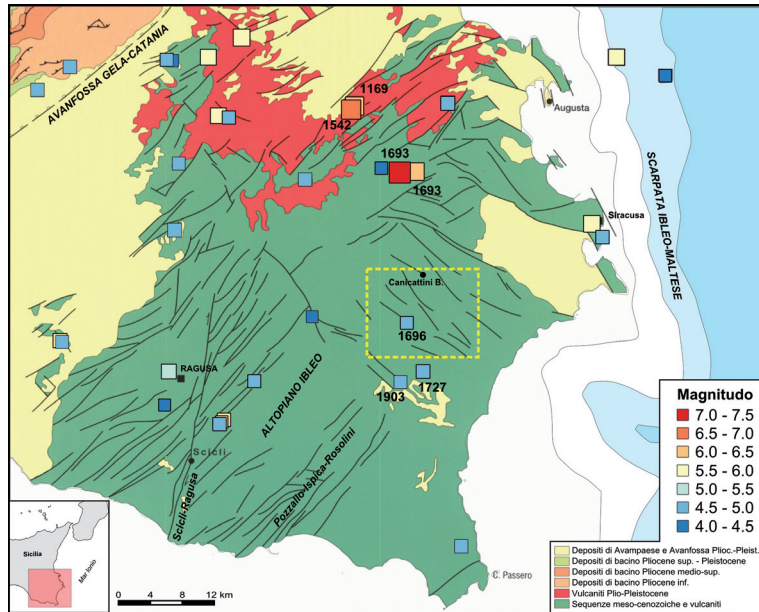 AVANFOSSA GELA-CATANIA
1169
1542
Augusta
1693
1693
SCARPATA IBLEO-MALTESE
Siracusa
Canicattini B.
1696
RAGUSA
1903
1727
ALTOPIANO IBLEO
Scicli
Scicli-Ragusa
Pozzallo-Ispica-Rosolini
C. Passero
Magnitudo
7.0 - 7.5
6.5 - 7.0
6.0 - 6.5
5.5 - 6.0
5.0 - 5.5
4.5 - 5.0
4.0 - 4.5
Depositi di Avampaese e Avanfossa Plioc.-Pleist.
Depositi di bacino Pliocene sup. - Pleistocene
Depositi di bacino Pliocene medio-sup.
Depositi di bacino Pliocene inf.
Vulcaniti Plio-Pleistocene
Sequenze meso-cenozoiche e vulcaniti
Sicilia
Mar Ionio
0 4 8 12 km